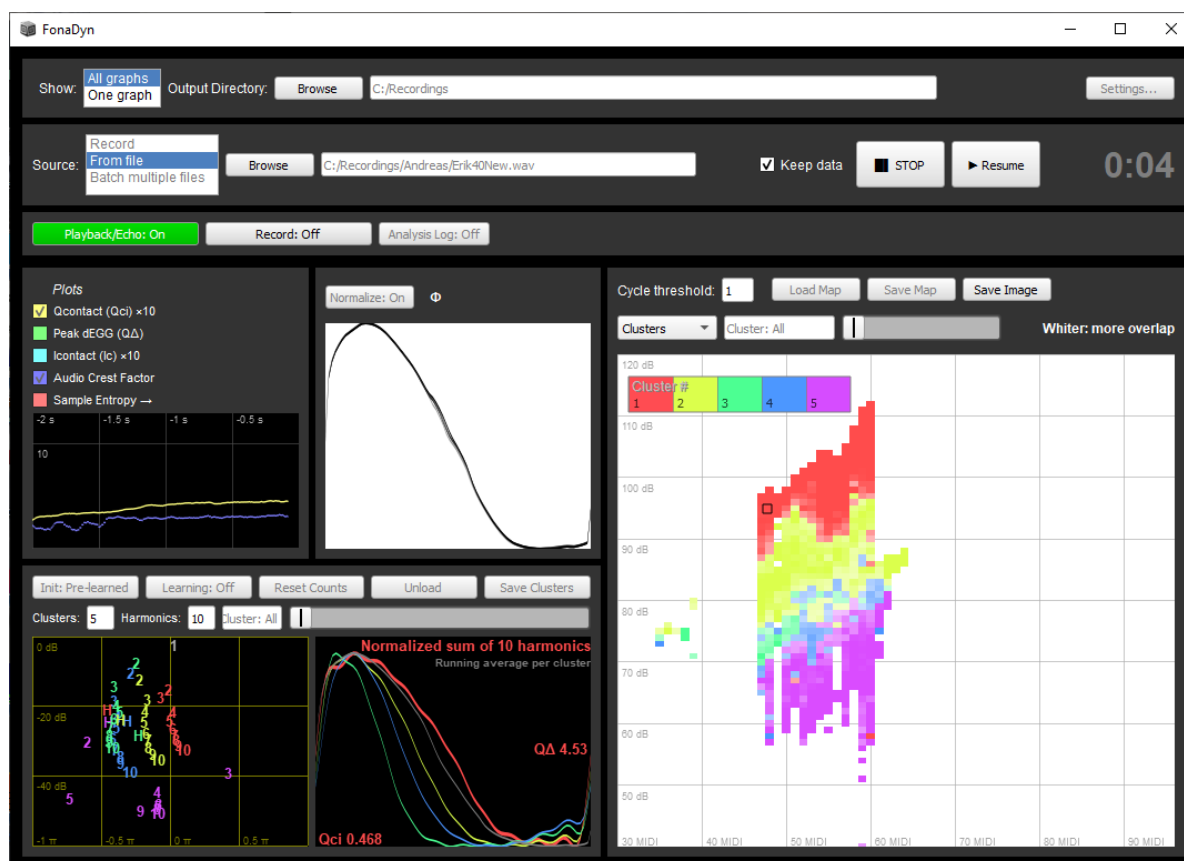 FonaDyn
Show: All graphs
One graph
Output Directory: Browse C:/Recordings Settings...
Source: Record
From file
Batch multiple files
Browse C:/Recordings/Andreas/Erik40New.wav Keep data STOP Resume 0:04
Playback/Echo: On Record: Off Analysis Log: Off
Plots
Qcontact (Qci) ×10
Peak dEGG (QΔ)
Icontact (Ic) ×10
Audio Crest Factor
Sample Entropy →
-2 s -1.5 s -1 s -0.5 s
10
Normalize: On Φ
Cycle threshold: 1 Load Map Save Map Save Image
Clusters Cluster: All Whiter: more overlap
120 dB
Cluster #
1 2 3 4 5
110 dB
100 dB
90 dB
80 dB
70 dB
60 dB
50 dB
30 MIDI 40 MIDI 50 MIDI 60 MIDI 70 MIDI 80 MIDI 90 MIDI
Init: Pre-learned Learning: Off Reset Counts Unload Save Clusters
Clusters: 5 Harmonics: 10 Cluster: All
0 dB
-20 dB
-40 dB
-1 π -0.5 π 0 π 0.5 π
Normalized sum of 10 harmonics
Running average per cluster
QΔ 4.53
Qci 0.468